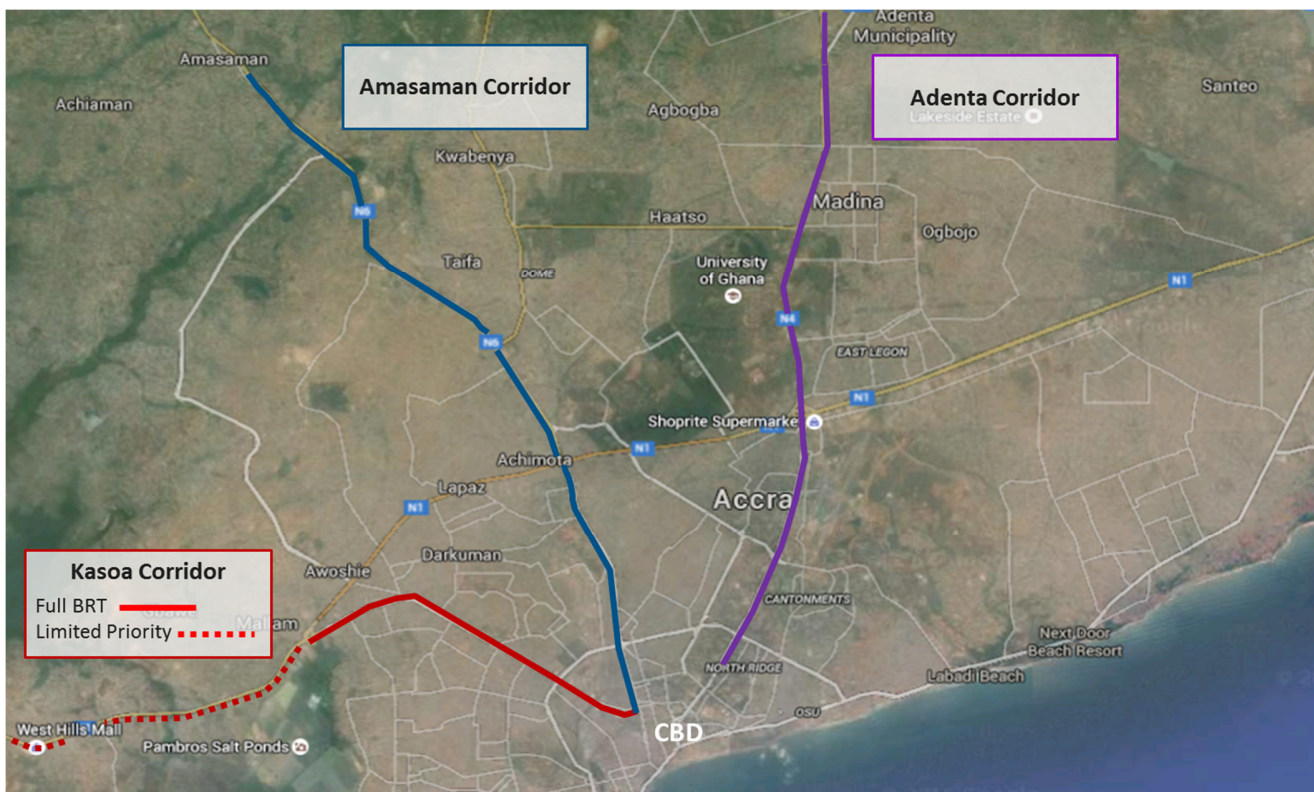 Adenta
Municipality
Amasaman
Amasaman Corridor
Adenta Corridor
Santeo
Achiaman
Agbogba
Lakeside Estate
Kwabenya
Madina
N6
Haatso
Ogbojo
Taifa
DOME
University
of Ghana
N1
N4
N6
EAST LEGON
N1
Shoprite Supermarke
N1
Achimota
Lapaz
Accra
N1
Darkuman
Awoshie
Kasoa Corridor
Full BRT
Limited Priority
Mallam
CANTONMENTS
Next Door
Beach Resort
NORTH RIDGE
Labadi Beach
OSU
West Hills Mall
CBD
Pambros Salt Ponds